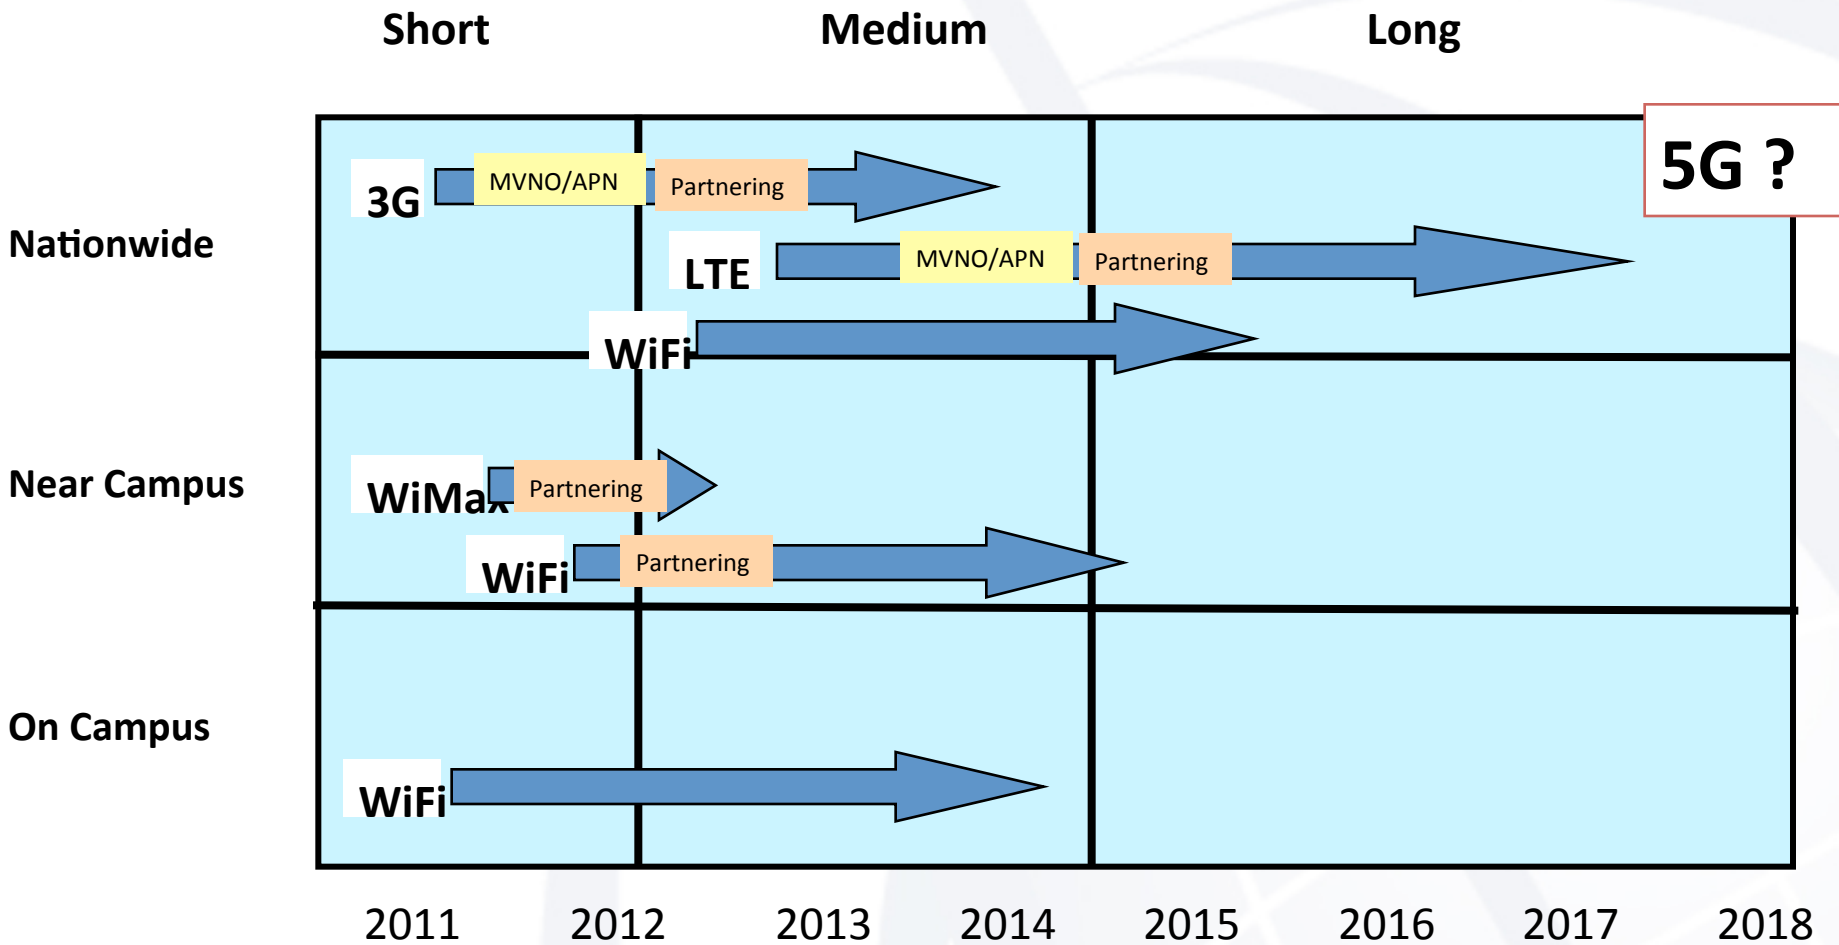 Short Medium Long
5G ?
3G MVNO/APN Partnering
Nationwide
LTE MVNO/APN Partnering
WiFi
Near Campus
WiMax Partnering
WiFi Partnering
On Campus
WiFi
2011 2012 2013 2014 2015 2016 2017 2018